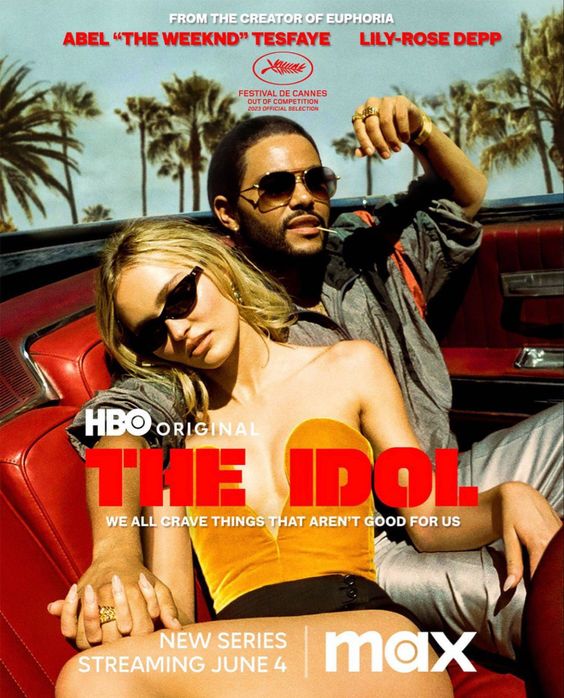 FROM THE CREATOR OF EUPHORIA
ABEL "THE WEEKND" TESFAYE LILY-ROSE DEPP
FESTIVAL DE CANNES
OUT OF COMPETITION
2023 OFFICIAL SELECTION
HBO ORIGINAL
THE IDOL
WE ALL CRAVE THINGS THAT AREN'T GOOD FOR US
NEW SERIES
STREAMING JUNE 4
max